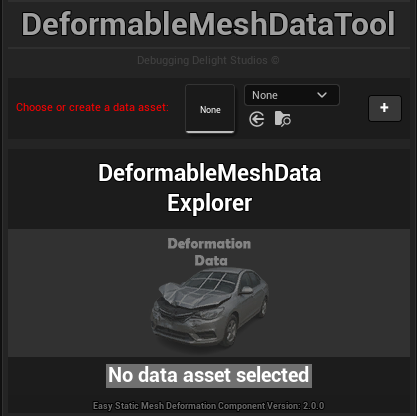 DeformableMeshDataTool
Debugging Delight Studios ©
Choose or create a data asset:
None
None
+
DeformableMeshData
Explorer
Deformation
Data
No data asset selected
Easy Static Mesh Deformation Component Version: 2.0.0